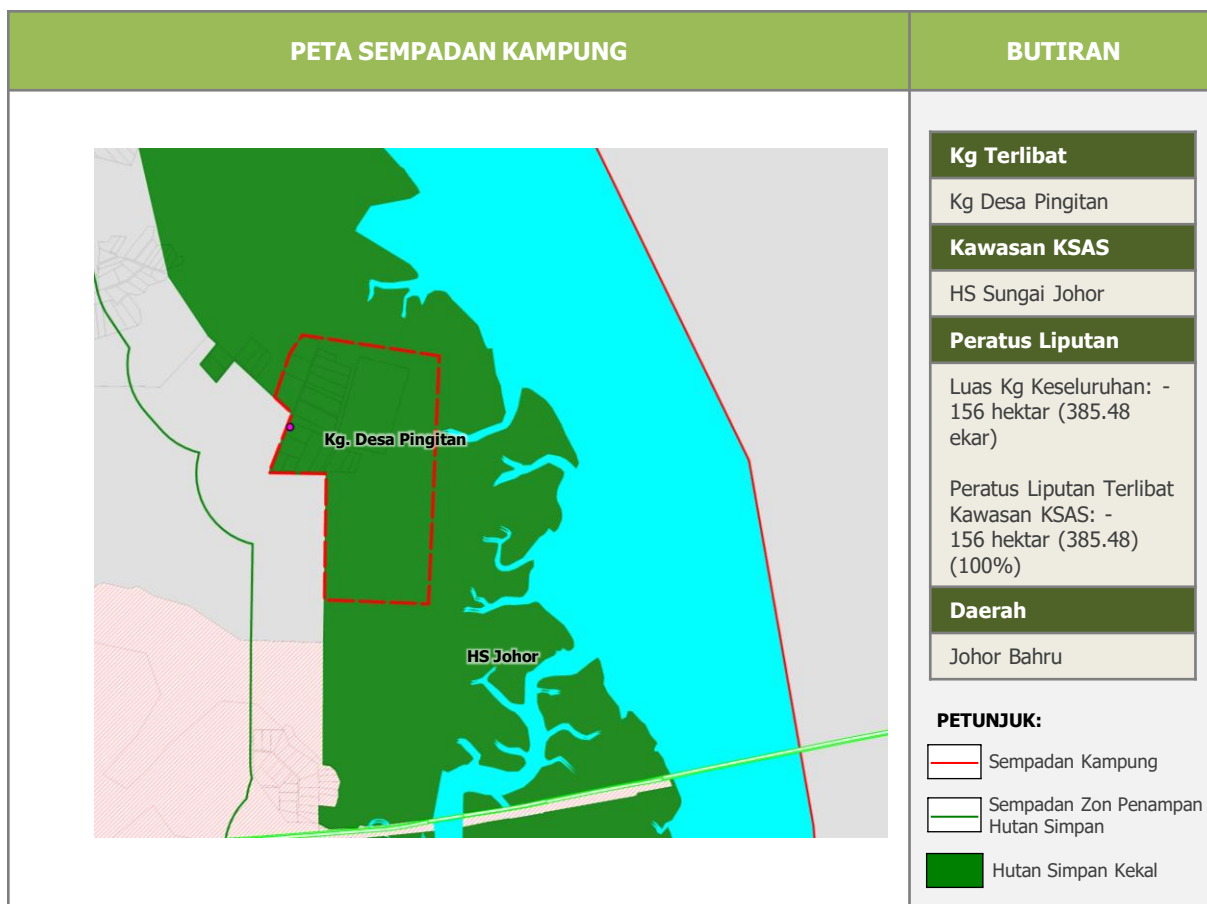 PETA SEMPADAN KAMPUNG
BUTIRAN
Kg. Desa Pingitan
HS Johor
Kg Terlibat
Kg Desa Pingitan
Kawasan KSAS
HS Sungai Johor
Peratus Liputan
Luas Kg Keseluruhan: -
156 hektar (385.48
ekar)
Peratus Liputan Terlibat
Kawasan KSAS: -
156 hektar (385.48)
(100%)
Daerah
Johor Bahru
PETUNJUK:
Sempadan Kampung
Sempadan Zon Penampan
Hutan Simpan
Hutan Simpan Kekal